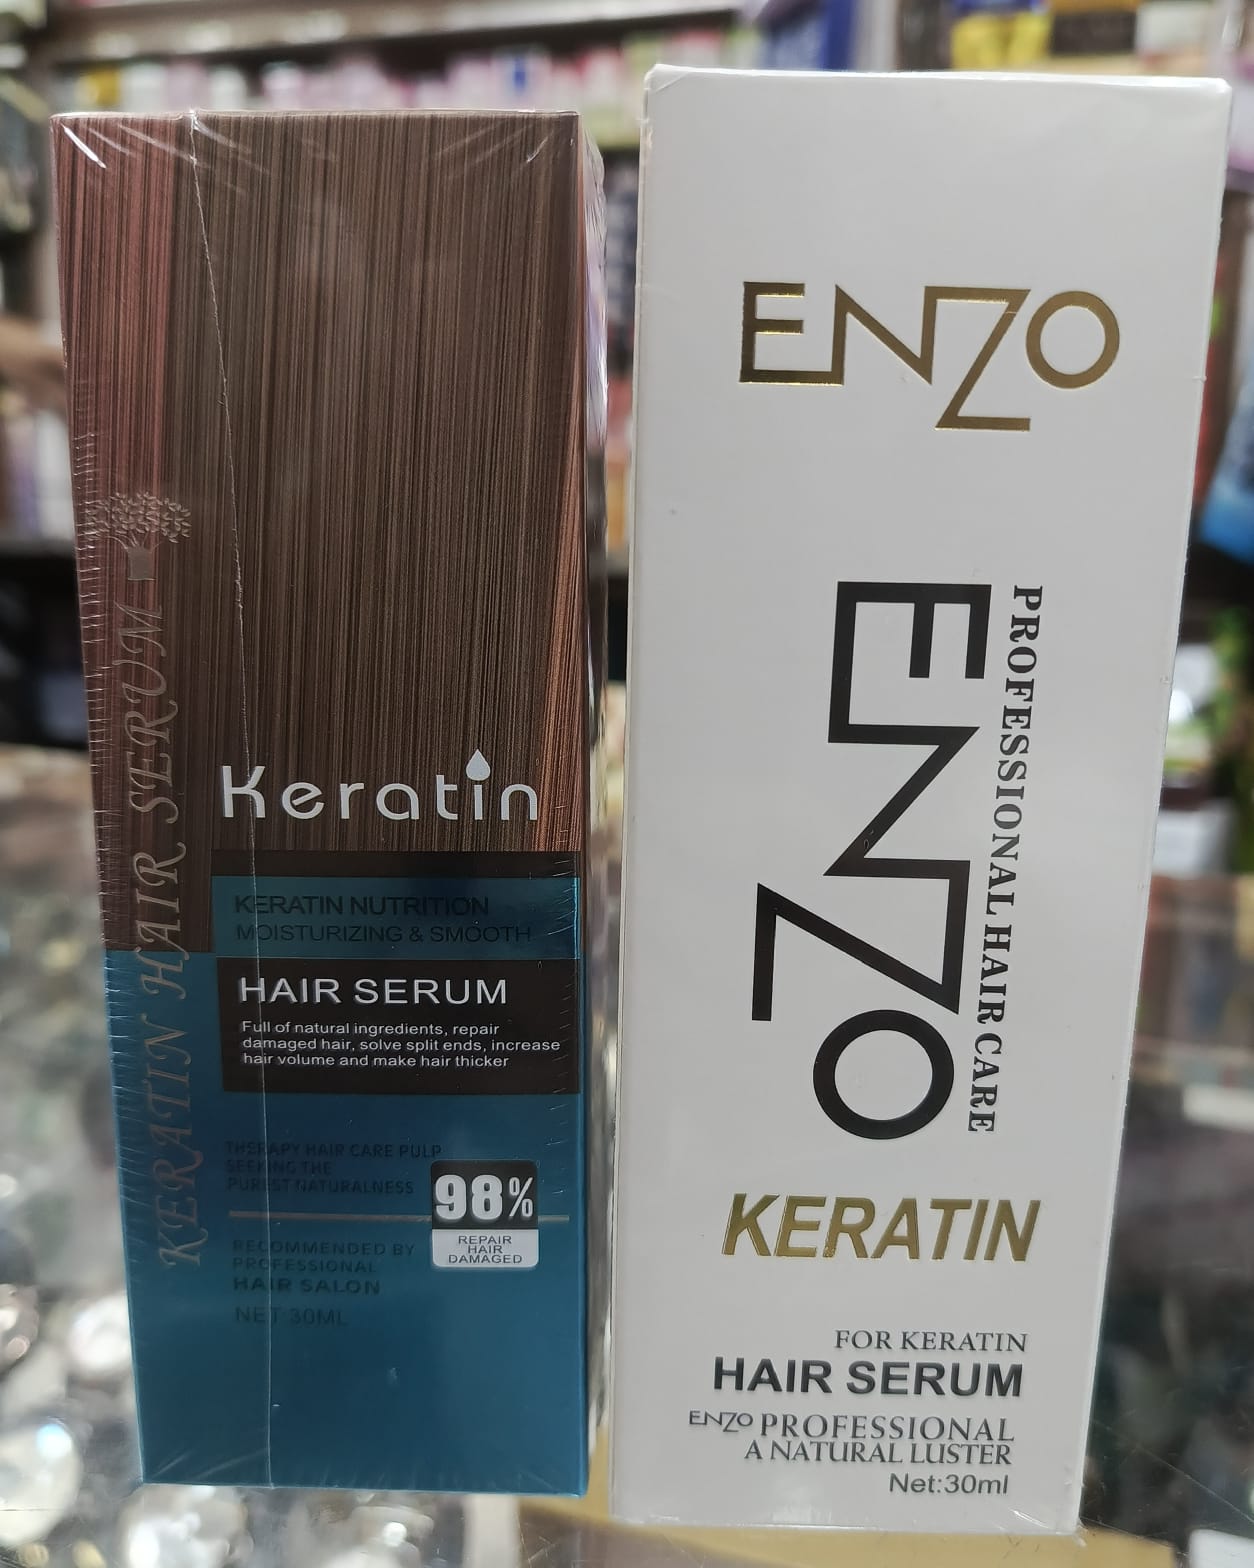 KERATIN HAIR SERUM
Keratin
KERATIN NUTRITION
MOISTURIZING & SMOOTH
HAIR SERUM
Full of natural ingredients, repair
damaged hair, solve split ends, increase
hair volume and make hair thicker
THERAPY HAIR CARE PULP
SEEKING THE
PUREST NATURALNESS
98%
REPAIR
HAIR
DAMAGED
RECOMMENDED BY
PROFESSIONAL
HAIR SALON
NET 30ML
ENZO
ENZO
PROFESSIONAL HAIR CARE
KERATIN
FOR KERATIN
HAIR SERUM
ENZO PROFESSIONAL
A NATURAL LUSTER
Net:30ml